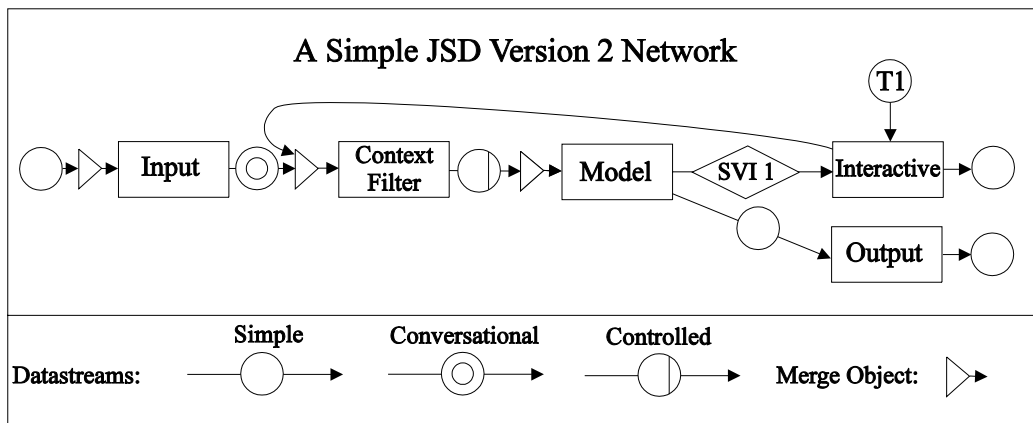 A Simple JSD Version 2 Network
T1
Input
Context
Filter
Model
SVI 1
Interactive
Output
Simple
Conversational
Controlled
Datastreams:
Merge Object: